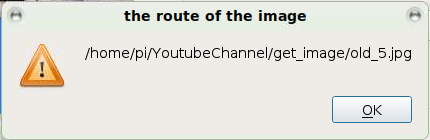 the route of the image
/home/pi/YoutubeChannel/get_image/old_5.jpg
OK